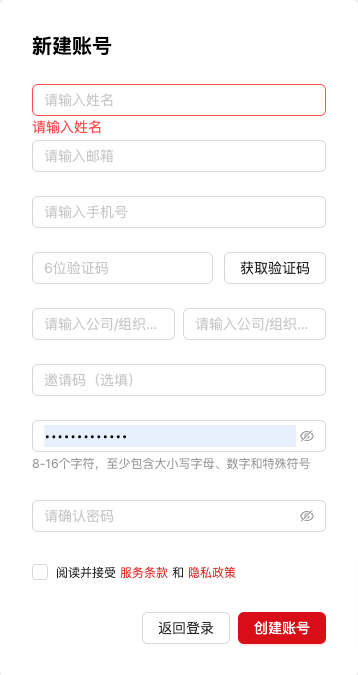 新建账号
请输入姓名
请输入姓名
请输入邮箱
请输入手机号
6位验证码 获取验证码
请输入公司/组织... 请输入公司/组织...
邀请码（选填）
•••••••••••••
8-16个字符，至少包含大小写字母、数字和特殊符号
请确认密码
阅读并接受 服务条款 和 隐私政策
返回登录 创建账号